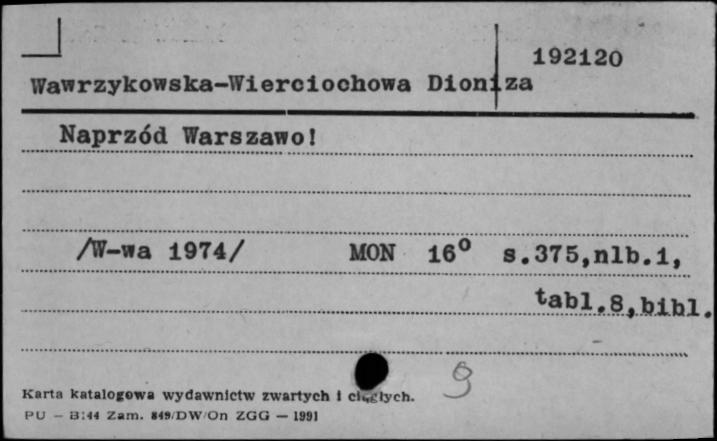 192120
Wawrzykowska-Wierciochowa Dioniza
Naprzód Warszawo!
/W-wa 1974/ MON 16° s.375,nlb.1,
tabl.8,bibl.
9
Karta katalogowa wydawnictw zwartych i ciągłych.
PU – B:44 Zam. 849/DW/On ZGG — 1991